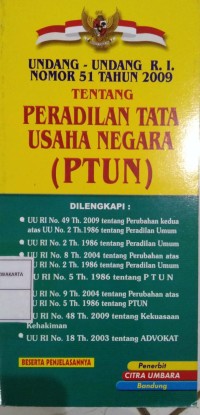 UNDANG - UNDANG R. I.
NOMOR 51 TAHUN 2009
TENTANG
PERADILAN TATA
USAHA NEGARA
(PTUN)
DILENGKAPI :
UU RI No. 49 Th. 2009 tentang Perobahan kedua
atas UU No. 2 Th.1986 tentang Peradilan Umum
UU RI No. 2 Th. 1986 tentang Peradilan Umum
UU RI No. 8 Th. 2004 tentang Perubahan atas
UU RI No. 2 Th. 1986 tentang Peradilan Umum
UU RI No. 5 Th. 1986 tentang P T U N
UU RI No. 9 Th. 2004 tentang Perobahan atas
RI No. 5 Th. 1986 tentang PTUN
UU RI No. 48 Th. 2009 tentang Kekuasaan
Kehakiman
UU RI No. 18 Th. 2003 tentang ADVOKAT
BESERTA PENJELASANNYA
Penerbit
CITRA UMBARA
Bandung